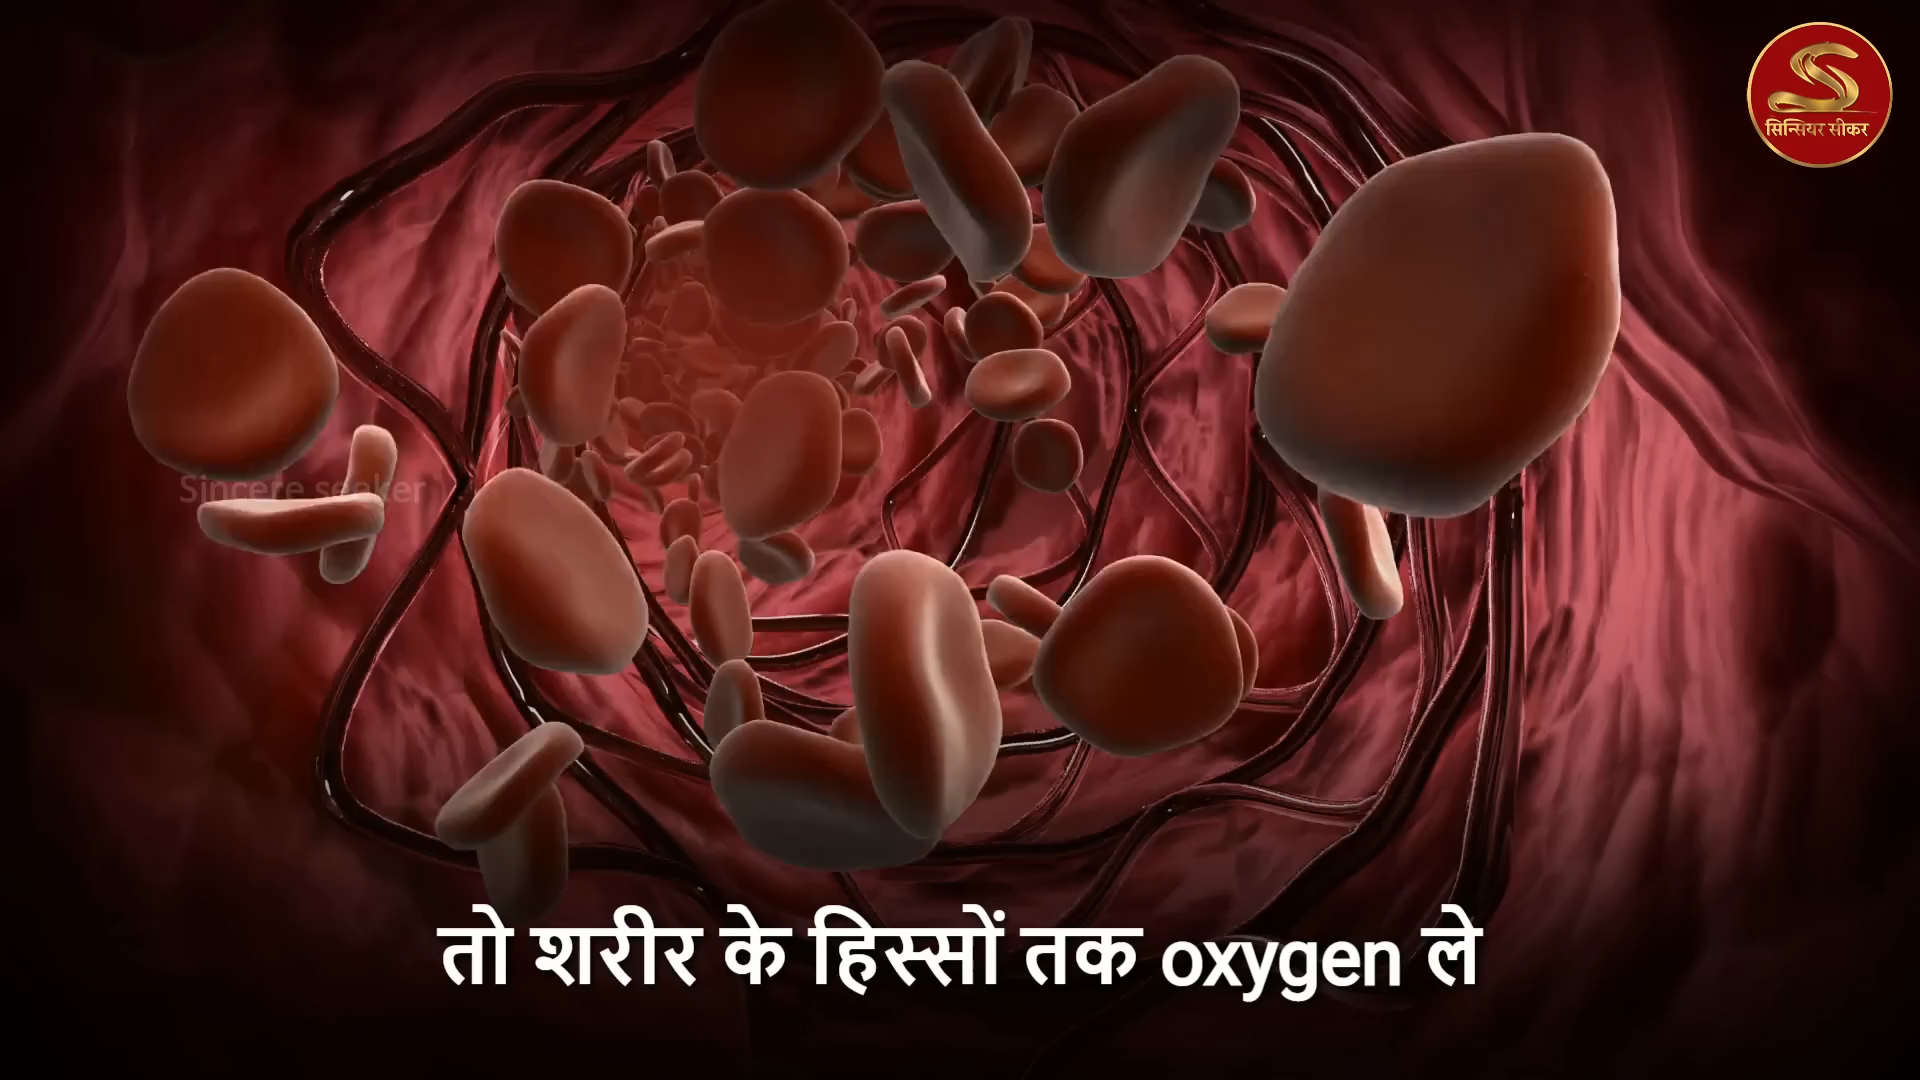 सिन्सियर सीकर
Sincere seeker
तो शरीर के हिस्सों तक oxygen ले